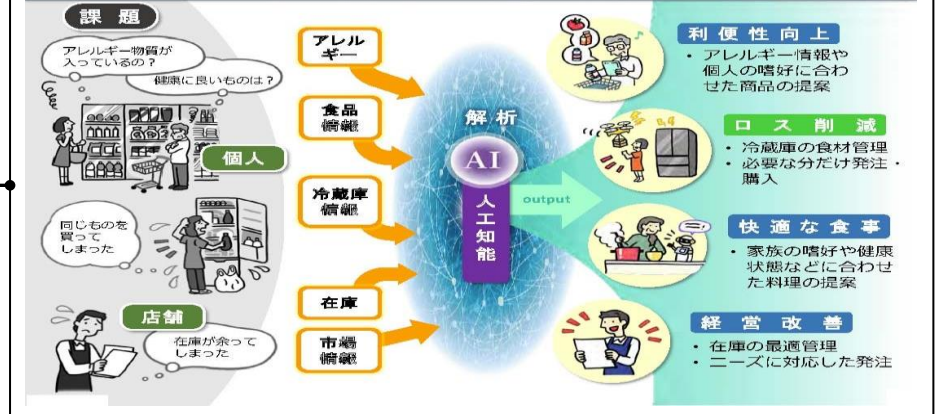 課題
アレルギー物質が
入っているの？
健康に良いものは？
個人
同じものを
買って
しまった
店舗
在庫が余って
しまった
アレル
ギー
食品
情報
冷蔵庫
情報
在庫
市場
情報
解析
AI
人工知能
output
利便性向上
・アレルギー情報や
個人の嗜好に合わ
せた商品の提案
ロス削減
・冷蔵庫の食材管理
・必要な分だけ発注・
購入
快適な食事
・家族の嗜好や健康
状態などに合わせ
た料理の提案
経営改善
・在庫の最適管理
・ニーズに対応した発注